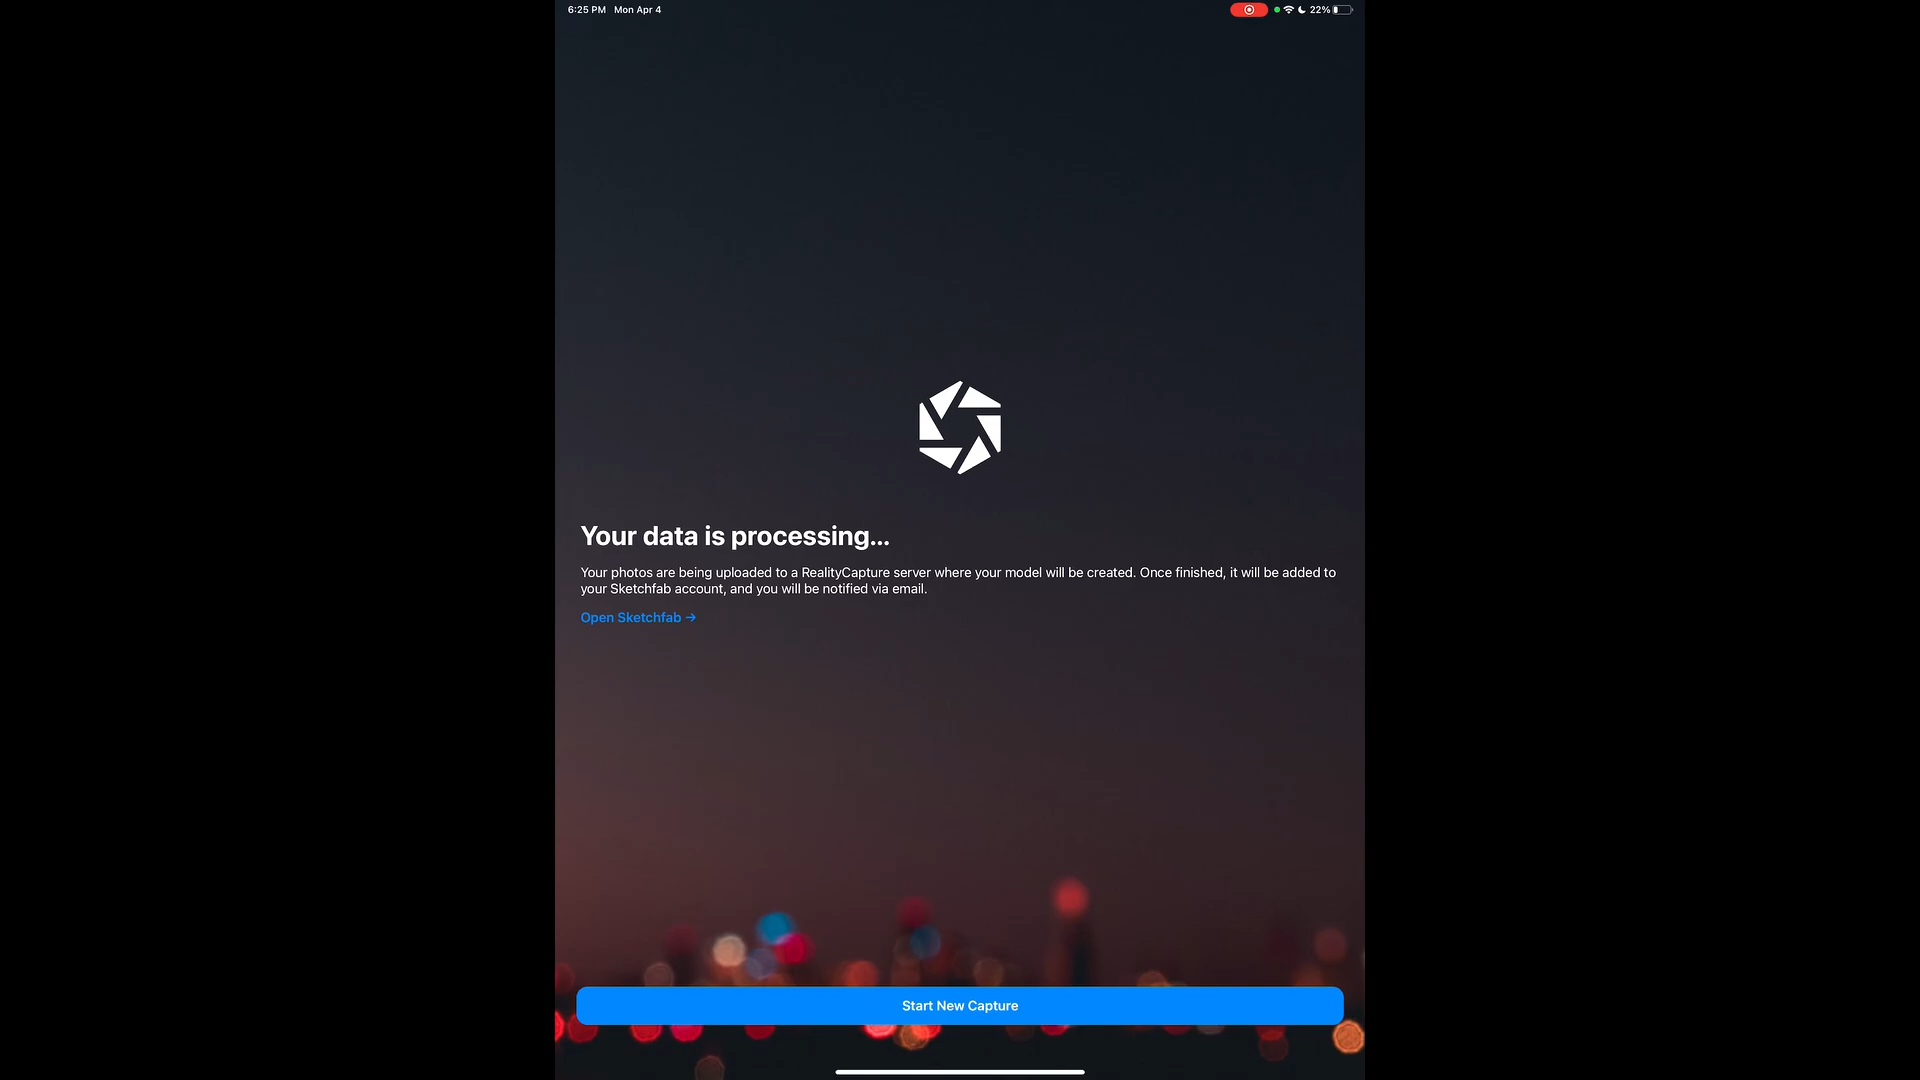 6:25 PM Mon Apr 4 22%
Your data is processing...
Your photos are being uploaded to a RealityCapture server where your model will be created. Once finished, it will be added to
your Sketchfab account, and you will be notified via email.
Open Sketchfab →
Start New Capture